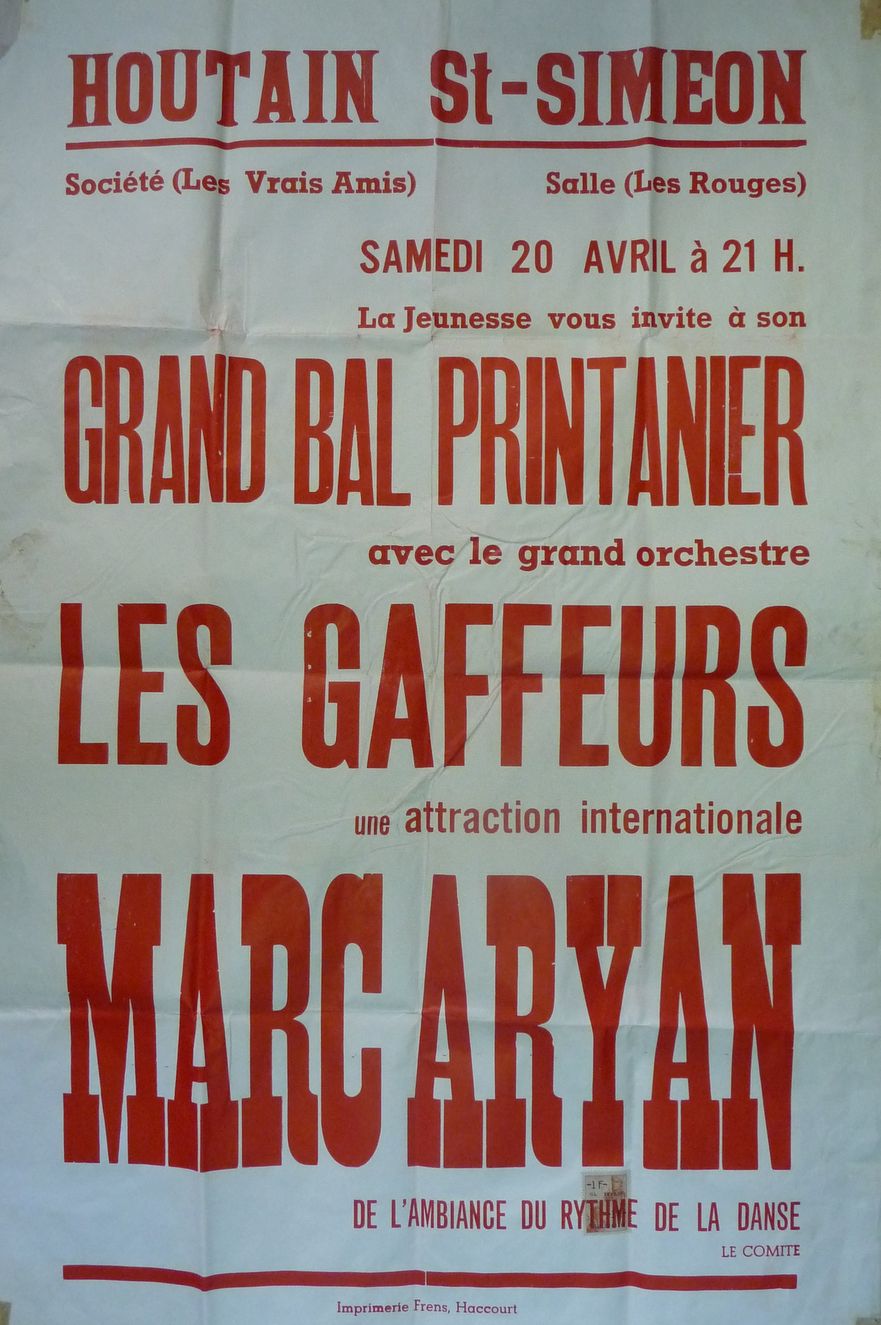 HOUTAIN St-SIMEON
Société (Les Vrais Amis) Salle (Les Rouges)
SAMEDI 20 AVRIL à 21 H.
La Jeunesse vous invite à son
GRAND BAL PRINTANIER
avec le grand orchestre
LES GAFFEURS
une attraction internationale
MARC ARYAN
-1F-
DE L'AMBIANCE DU RYTHME DE LA DANSE
LE COMITE
Imprimerie Frens, Haccourt